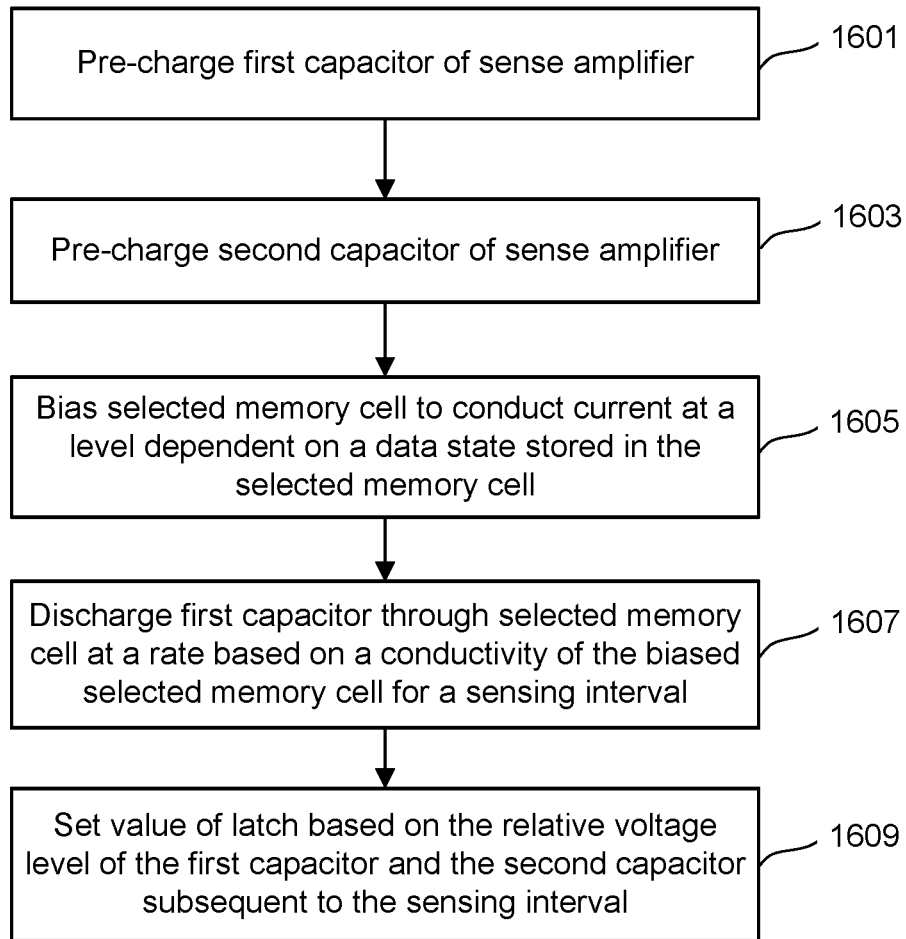 Pre-charge first capacitor of sense amplifier
1601
Pre-charge second capacitor of sense amplifier
1603
Bias selected memory cell to conduct current at a
level dependent on a data state stored in the
selected memory cell
1605
Discharge first capacitor through selected memory
cell at a rate based on a conductivity of the biased
selected memory cell for a sensing interval
1607
Set value of latch based on the relative voltage
level of the first capacitor and the second capacitor
subsequent to the sensing interval
1609